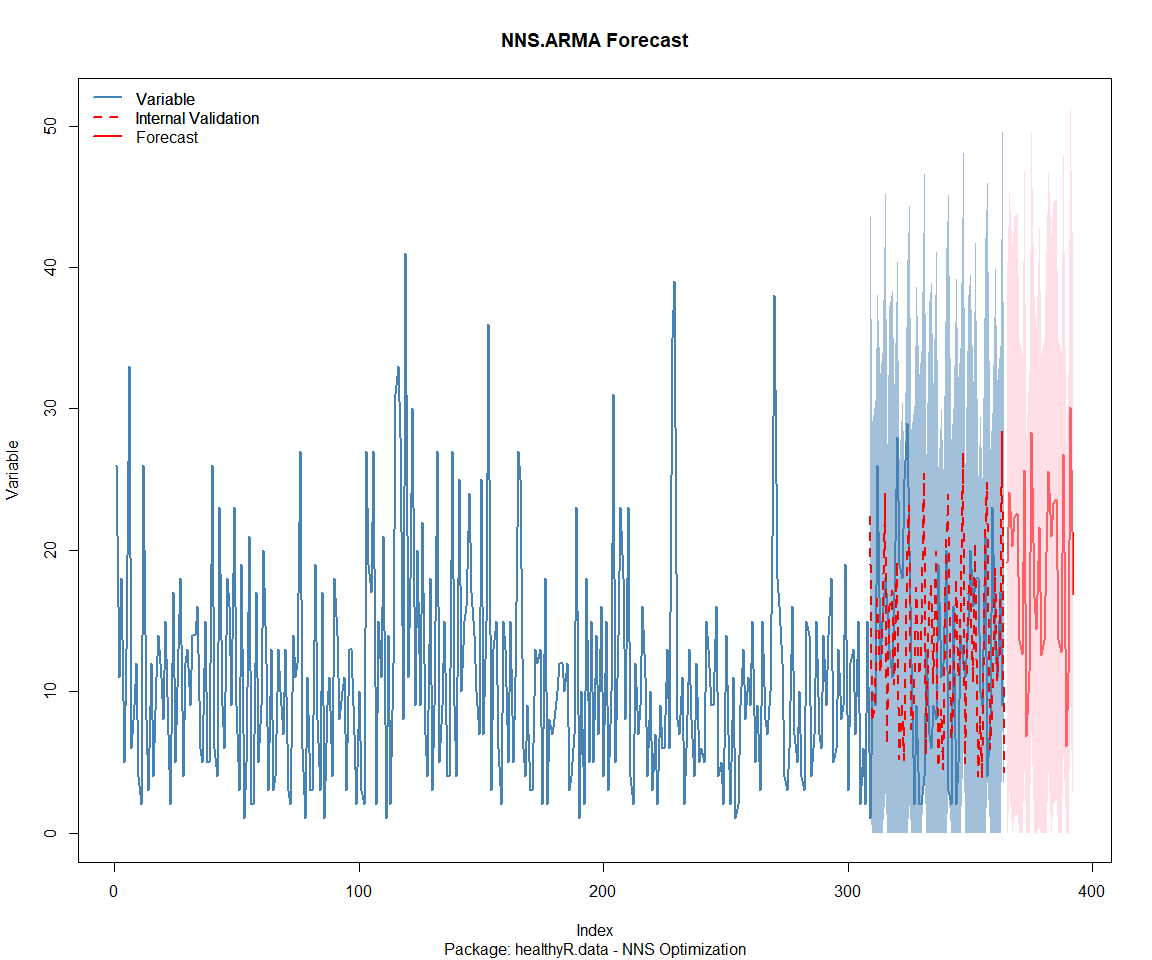 NNS.ARMA Forecast
Variable
Internal Validation
Forecast
Variable
50
40
30
20
10
0
0 100 200 300 400
Index
Package: healthyR.data - NNS Optimization